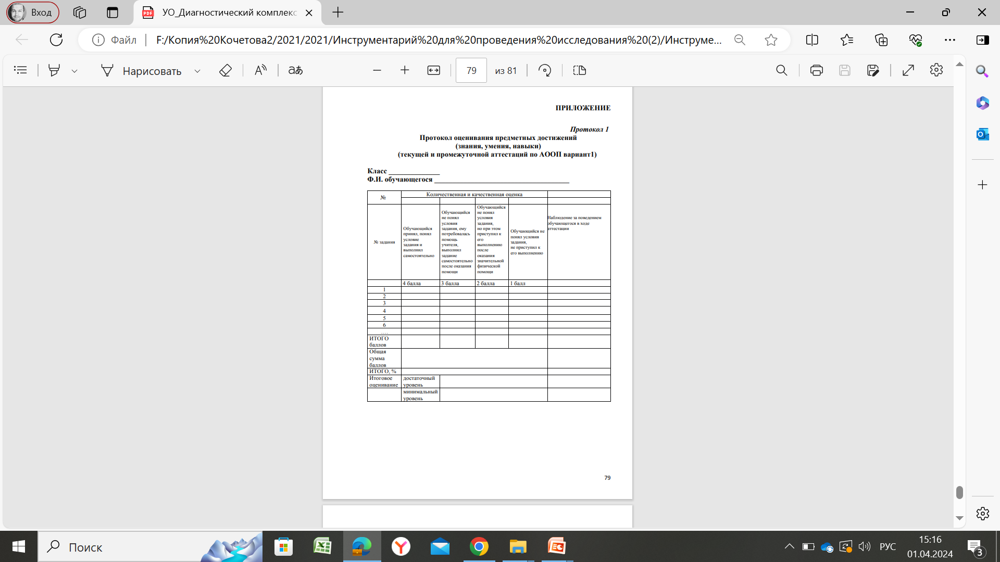 Вход
УО_Диагностический комплекс
Файл
F:/Копия%20Кочетова2/2021/2021/Инструментарий%20для%20проведения%20исследования%20(2)/Инструме...
Нарисовать
79
из 81
ПРИЛОЖЕНИЕ
Протокол 1
Протокол оценивания предметных достижений
(знания, умения, навыки)
(текущей и промежуточной аттестаций по АООП вариант1)
Класс ______________
Ф.И. обучающегося _____________________________________
№
Количественная и качественная оценка
№ задания
Обучающийся
принял, понял
условие
задания и
выполнил
самостоятельно
Обучающийся
не понял
условия
задания, ему
потребовалась
помощь
учителя,
выполнил
задание
самостоятельно
после оказания
помощи
Обучающийся
не понял
условия
задания,
но при этом
приступил к
его
выполнению
после
оказания
значительной
физической
помощи
Обучающийся не
понял условия
задания,
не приступил к
его выполнению
Наблюдение за поведением
обучающегося в ходе
аттестации
4 балла
3 балла
2 балла
1 балл
1
2
3
4
5
6
….
ИТОГО
баллов
Общая
сумма
баллов
ИТОГО, %
Итоговое
оценивание
достаточный
уровень
минимальный
уровень
79
Поиск
РУС
15:16
01.04.2024
3